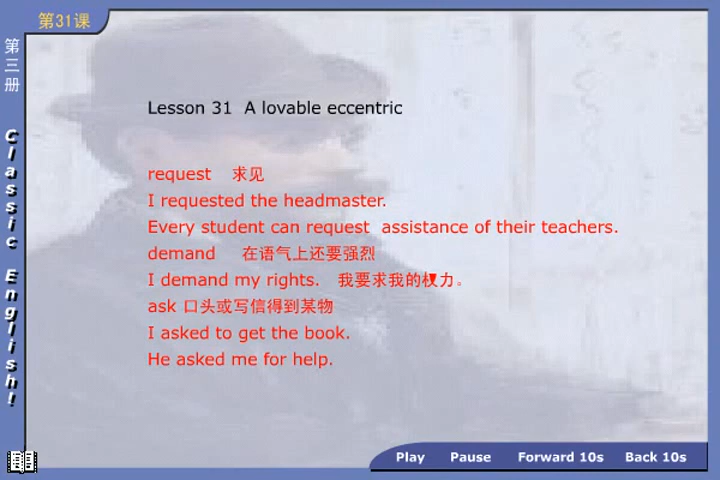 第31课
第三册
Classic English!
Lesson 31 A lovable eccentric
request 求见
I requested the headmaster.
Every student can request assistance of their teachers.
demand 在语气上还要强烈
I demand my rights. 我要求我的权力。
ask 口头或写信得到某物
I asked to get the book.
He asked me for help.
Play Pause Forward 10s Back 10s